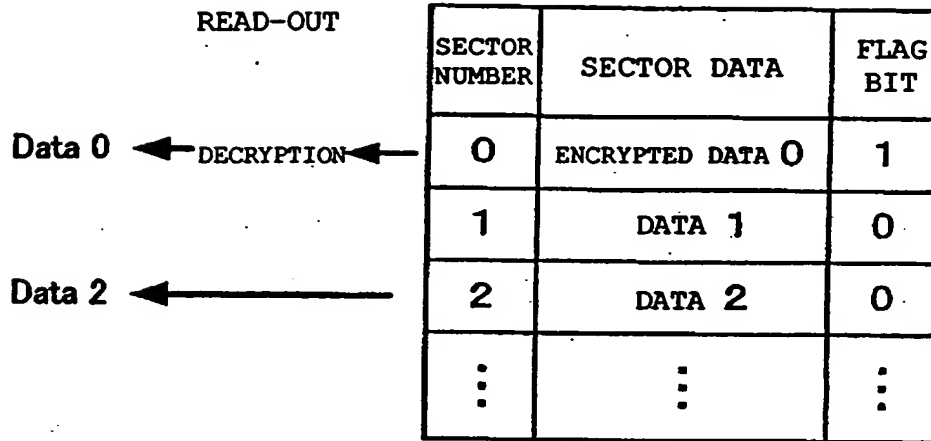 READ-OUT
SECTOR NUMBER SECTOR DATA FLAG BIT
Data 0 DECRYPTION 0 ENCRYPTED DATA 0 1
1 DATA 1 0
Data 2 2 DATA 2 0